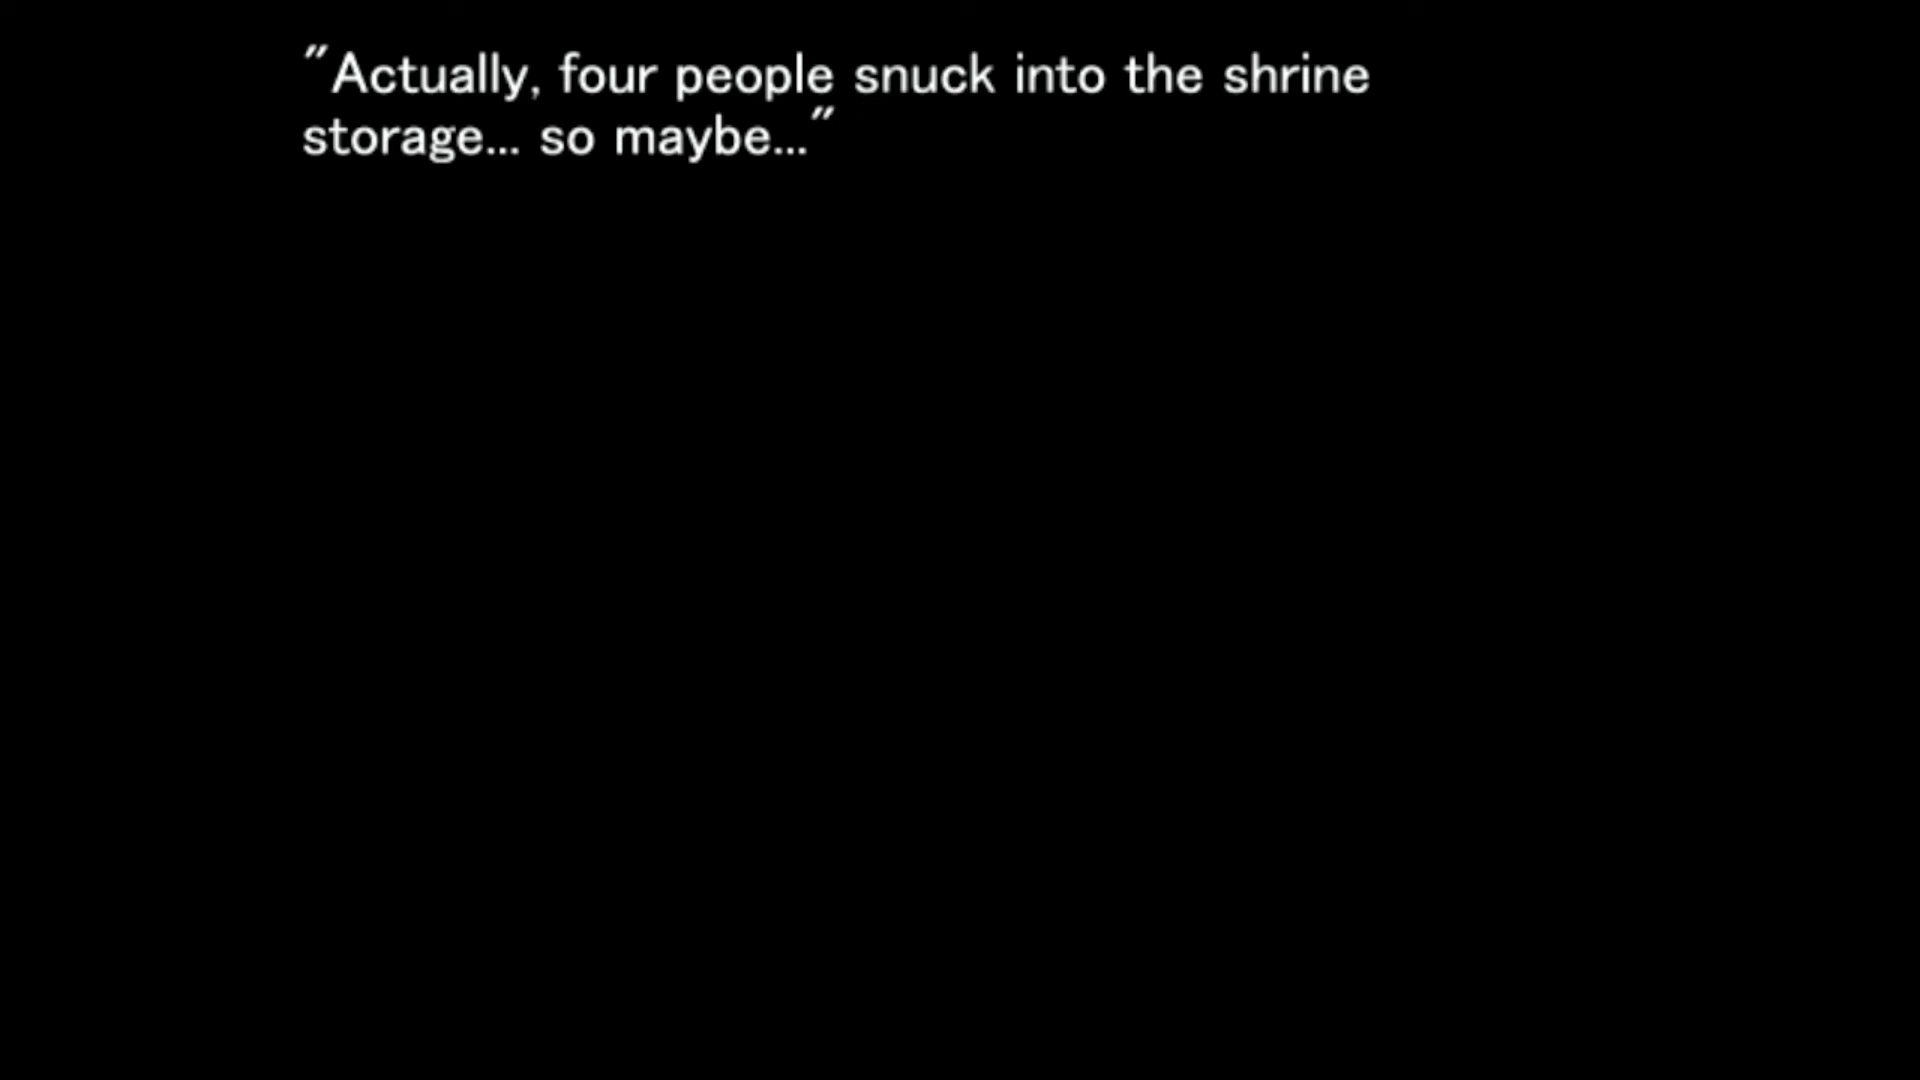 "Actually, four people snuck into the shrine
storage... so maybe..."